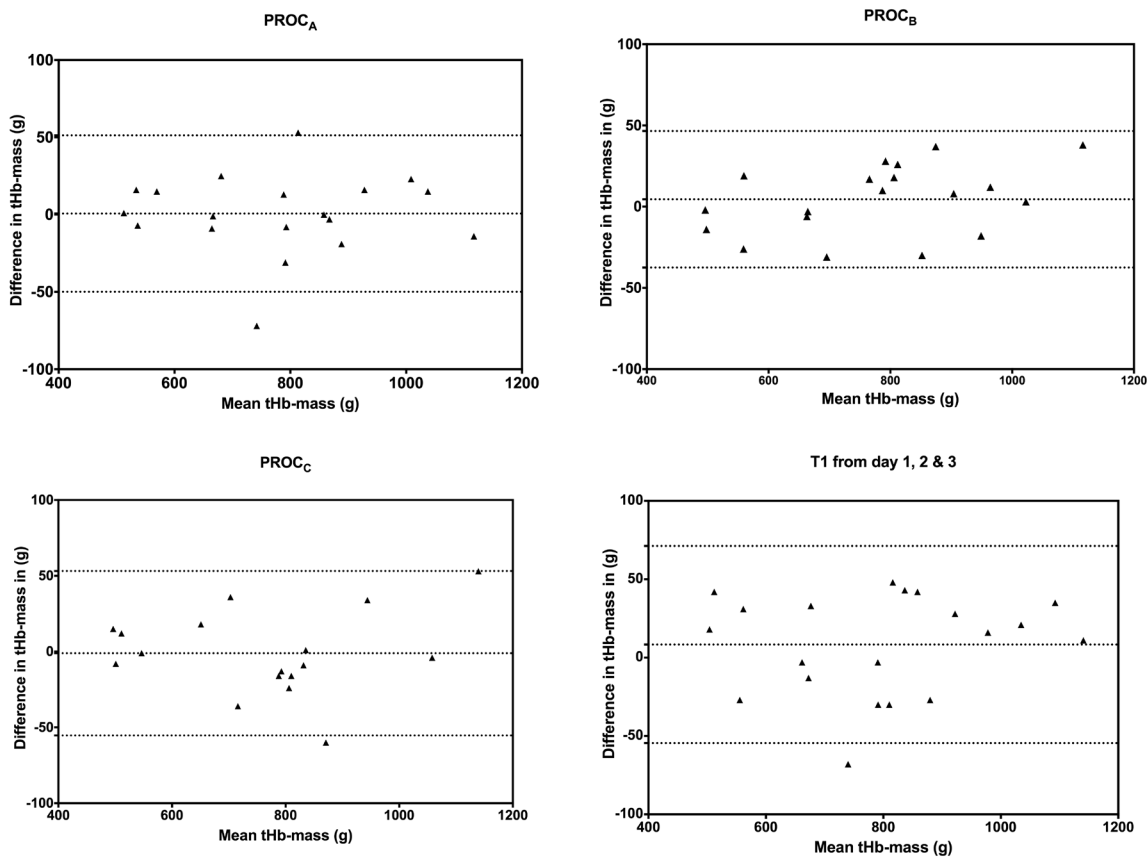 PROCA
Difference in tHb-mass (g)
100
50
0
-50
-100
400 600 800 1000 1200
Mean tHb-mass (g)
PROCB
Difference in tHb-mass in (g)
100
50
0
-50
-100
400 600 800 1000 1200
Mean tHb-mass (g)
PROCC
Difference in tHb-mass in (g)
100
50
0
-50
-100
400 600 800 1000 1200
Mean tHb-mass (g)
T1 from day 1, 2 & 3
Difference in tHb-mass in (g)
100
50
0
-50
-100
400 600 800 1000 1200
Mean tHb-mass (g)